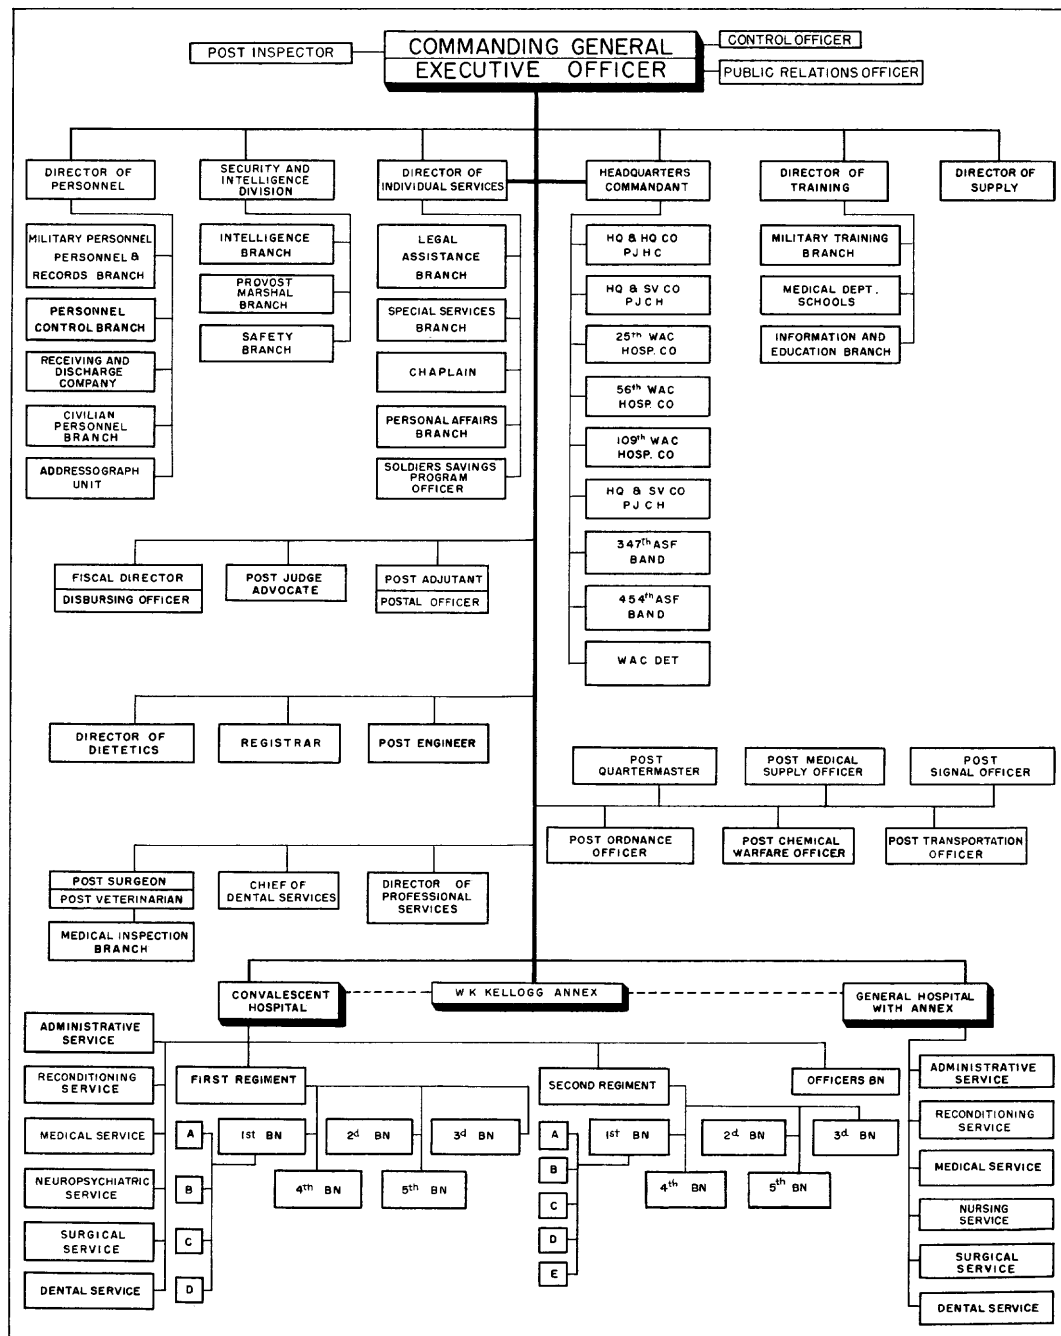 POST INSPECTOR
COMMANDING GENERAL
EXECUTIVE OFFICER
CONTROL OFFICER
PUBLIC RELATIONS OFFICER
DIRECTOR OF
PERSONNEL
SECURITY AND
INTELLIGENCE
DIVISION
DIRECTOR OF
INDIVIDUAL SERVICES
HEADQUARTERS
COMMANDANT
DIRECTOR OF
TRAINING
DIRECTOR OF
SUPPLY
MILITARY PERSONNEL
PERSONNEL &
RECORDS BRANCH
PERSONNEL
CONTROL BRANCH
RECEIVING AND
DISCHARGE
COMPANY
CIVILIAN
PERSONNEL
BRANCH
ADDRESSOGRAPH
UNIT
INTELLIGENCE
BRANCH
PROVOST
MARSHAL
BRANCH
SAFETY
BRANCH
LEGAL
ASSISTANCE
BRANCH
SPECIAL SERVICES
BRANCH
CHAPLAIN
PERSONAL AFFAIRS
BRANCH
SOLDIERS SAVINGS
PROGRAM
OFFICER
HQ & HQ CO
PJHC
HQ & SV CO
PJCH
25th WAC
HOSP. CO
56th WAC
HOSP. CO
109th WAC
HOSP. CO
HQ & SV CO
PJCH
347th ASF
BAND
454th ASF
BAND
WAC DET
MILITARY TRAINING
BRANCH
MEDICAL DEPT.
SCHOOLS
INFORMATION AND
EDUCATION BRANCH
FISCAL DIRECTOR
DISBURSING OFFICER
POST JUDGE
ADVOCATE
POST ADJUTANT
POSTAL OFFICER
DIRECTOR OF
DIETETICS
REGISTRAR
POST ENGINEER
POST
QUARTERMASTER
POST MEDICAL
SUPPLY OFFICER
POST
SIGNAL OFFICER
POST ORDNANCE
OFFICER
POST CHEMICAL
WARFARE OFFICER
POST TRANSPORTATION
OFFICER
POST SURGEON
POST VETERINARIAN
MEDICAL INSPECTION
BRANCH
CHIEF OF
DENTAL SERVICES
DIRECTOR OF
PROFESSIONAL
SERVICES
CONVALESCENT
HOSPITAL
W K KELLOGG ANNEX
GENERAL HOSPITAL
WITH ANNEX
ADMINISTRATIVE
SERVICE
RECONDITIONING
SERVICE
MEDICAL SERVICE
NEUROPSYCHIATRIC
SERVICE
SURGICAL
SERVICE
DENTAL SERVICE
FIRST REGIMENT
A
B
C
D
1st BN
2d BN
3d BN
4th BN
5th BN
SECOND REGIMENT
A
B
C
D
E
1st BN
2d BN
3d BN
4th BN
5th BN
OFFICERS BN
ADMINISTRATIVE
SERVICE
RECONDITIONING
SERVICE
MEDICAL SERVICE
NURSING
SERVICE
SURGICAL
SERVICE
DENTAL SERVICE